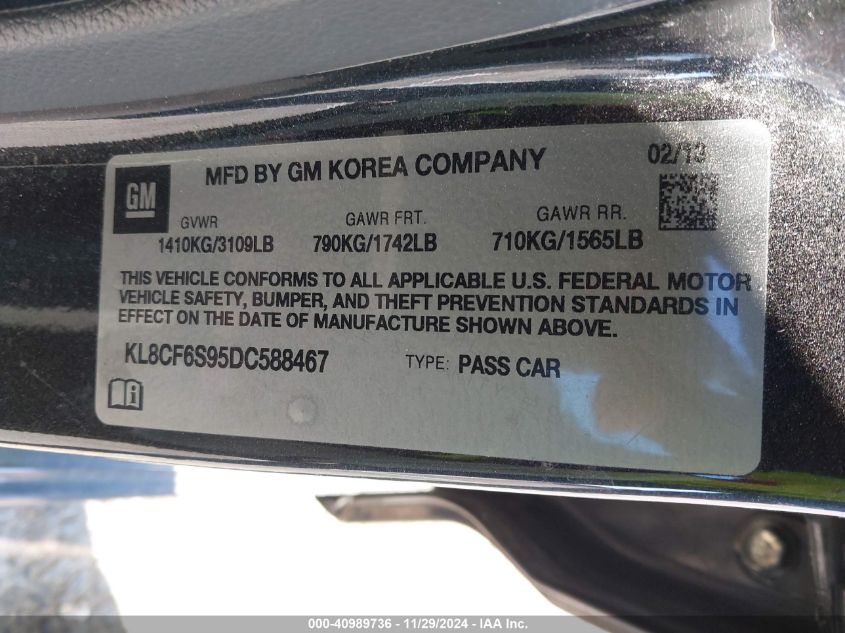 MFD BY GM KOREA COMPANY 02/13
GM
GVWR GAWR FRT. GAWR RR.
1410KG/3109LB 790KG/1742LB 710KG/1565LB
THIS VEHICLE CONFORMS TO ALL APPLICABLE U.S. FEDERAL MOTOR
VEHICLE SAFETY, BUMPER, AND THEFT PREVENTION STANDARDS IN
EFFECT ON THE DATE OF MANUFACTURE SHOWN ABOVE.
KL8CF6S95DC588467 TYPE: PASS CAR
000-40989736 - 11/29/2024 - IAA Inc.